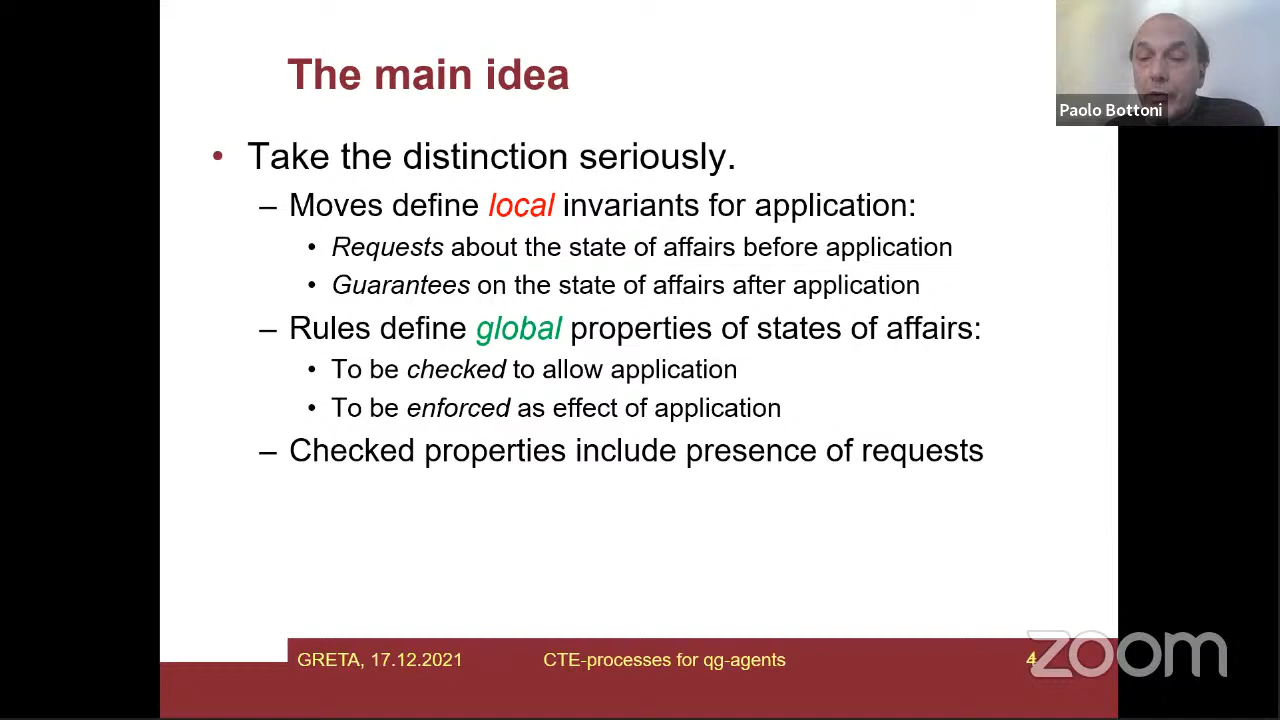 The main idea
Paolo Bottoni
• Take the distinction seriously.
– Moves define local invariants for application:
• Requests about the state of affairs before application
• Guarantees on the state of affairs after application
– Rules define global properties of states of affairs:
• To be checked to allow application
• To be enforced as effect of application
– Checked properties include presence of requests
GRETA, 17.12.2021 CTE-processes for qg-agents 4
zoom